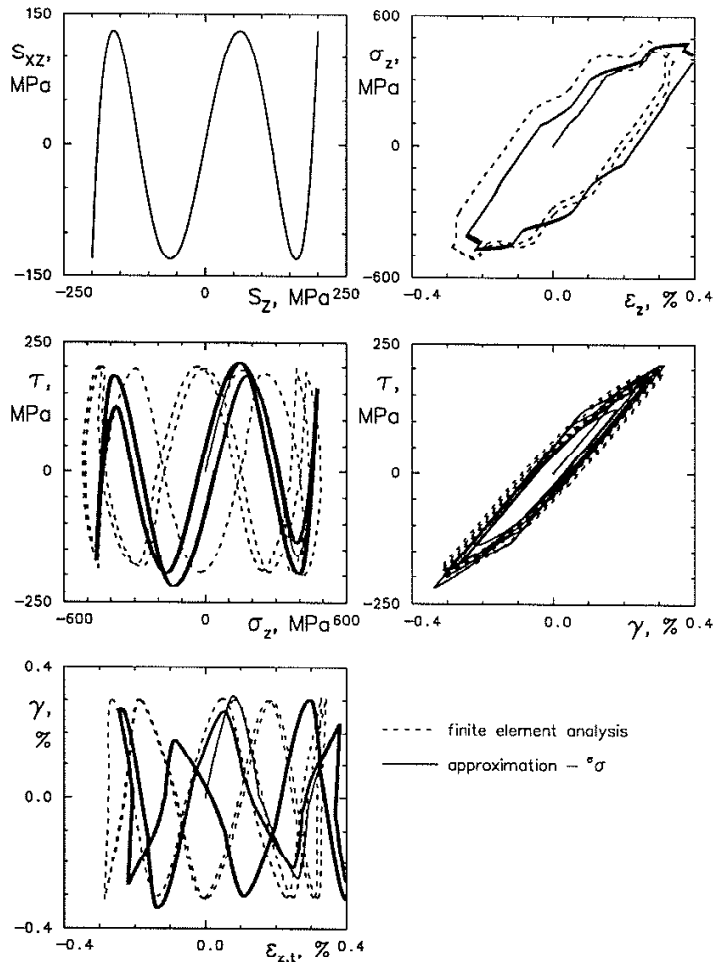 150
S_XZ,
MPa
0
−150
−250
0
250
S_Z, MPa
600
σ_z,
MPa
0
−600
−0.4
0.0
0.4
ε_z, %
250
τ,
MPa
0
−250
−600
0
600
σ_z, MPa
250
τ,
MPa
0
−250
−0.4
0.0
0.4
γ, %
0.4
γ,
%
0.0
−0.4
−0.4
0.0
0.4
ε_z,t, %
finite element analysis
approximation − ᵉσ